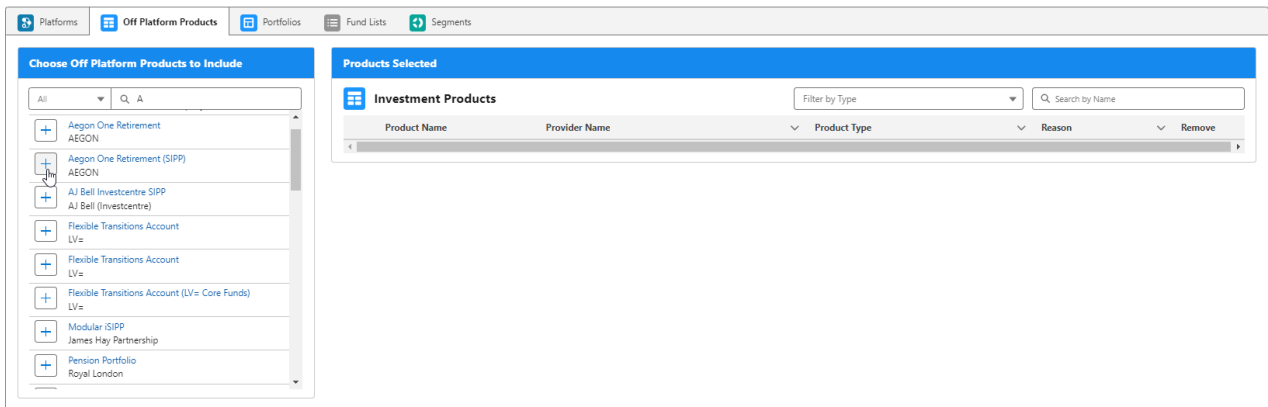 Platforms
Off Platform Products
Portfolios
Fund Lists
Segments
Choose Off Platform Products to Include
All
A
Aegon One Retirement
AEGON
Aegon One Retirement (SIPP)
AEGON
AJ Bell Investcentre SIPP
AJ Bell (Investcentre)
Flexible Transitions Account
LV=
Flexible Transitions Account
LV=
Flexible Transitions Account (LV= Core Funds)
LV=
Modular iSIPP
James Hay Partnership
Pension Portfolio
Royal London
Products Selected
Investment Products
Filter by Type
Search by Name
Product Name
Provider Name
Product Type
Reason
Remove